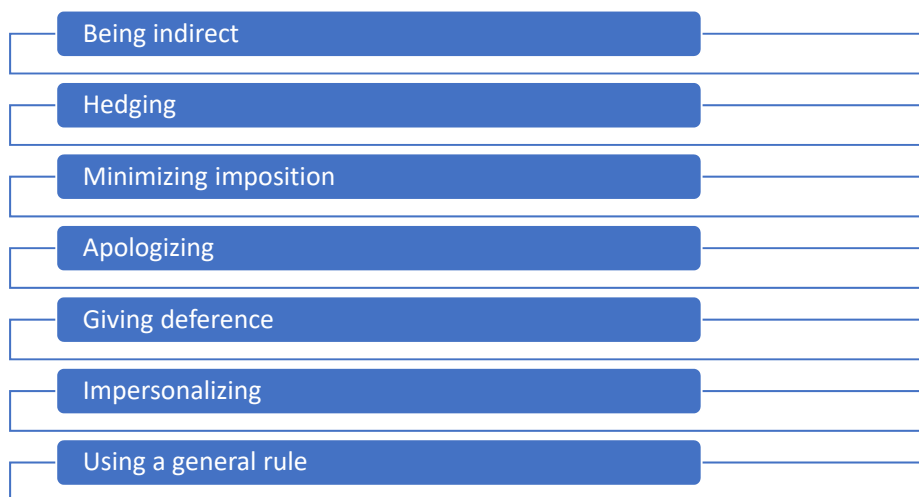 Being indirect
Hedging
Minimizing imposition
Apologizing
Giving deference
Impersonalizing
Using a general rule